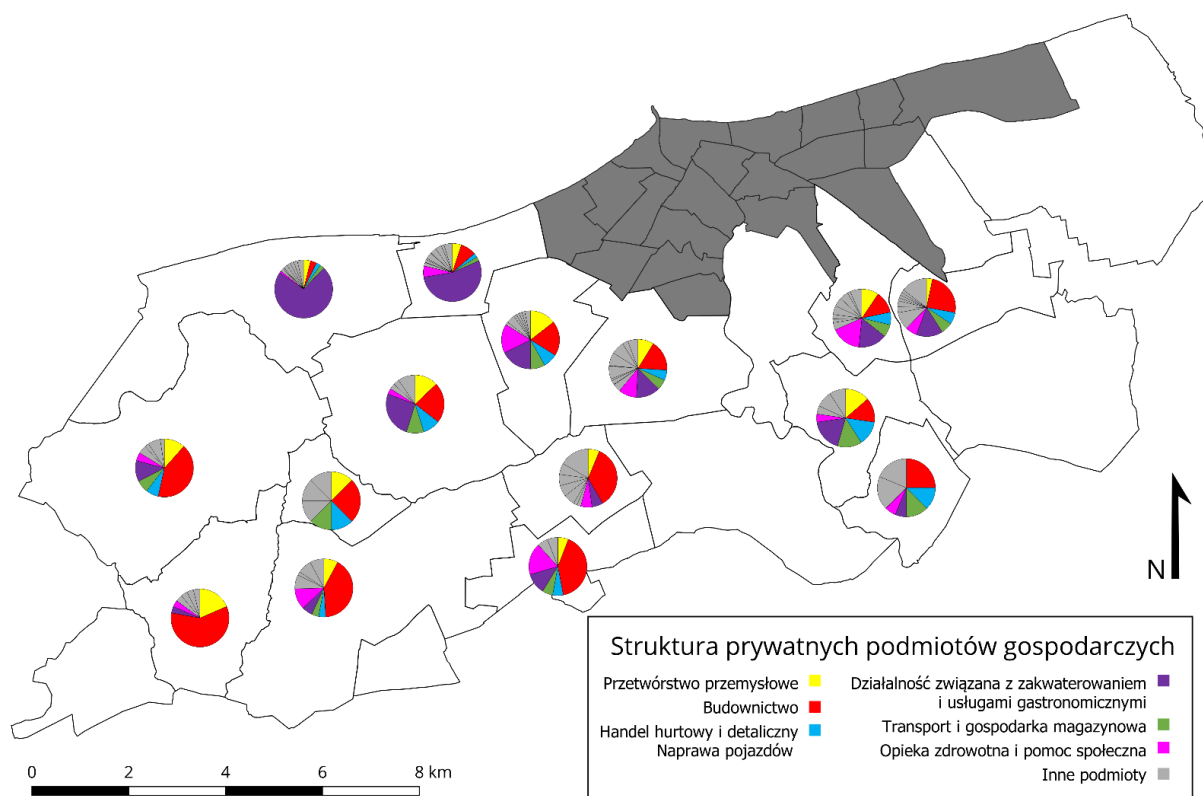 N
Struktura prywatnych podmiotów gospodarczych
Przetwórstwo przemysłowe
Budownictwo
Handel hurtowy i detaliczny
Naprawa pojazdów
Działalność związana z zakwaterowaniem
i usługami gastronomicznymi
Transport i gospodarka magazynowa
Opieka zdrowotna i pomoc społeczna
Inne podmioty
0 2 4 6 8 km